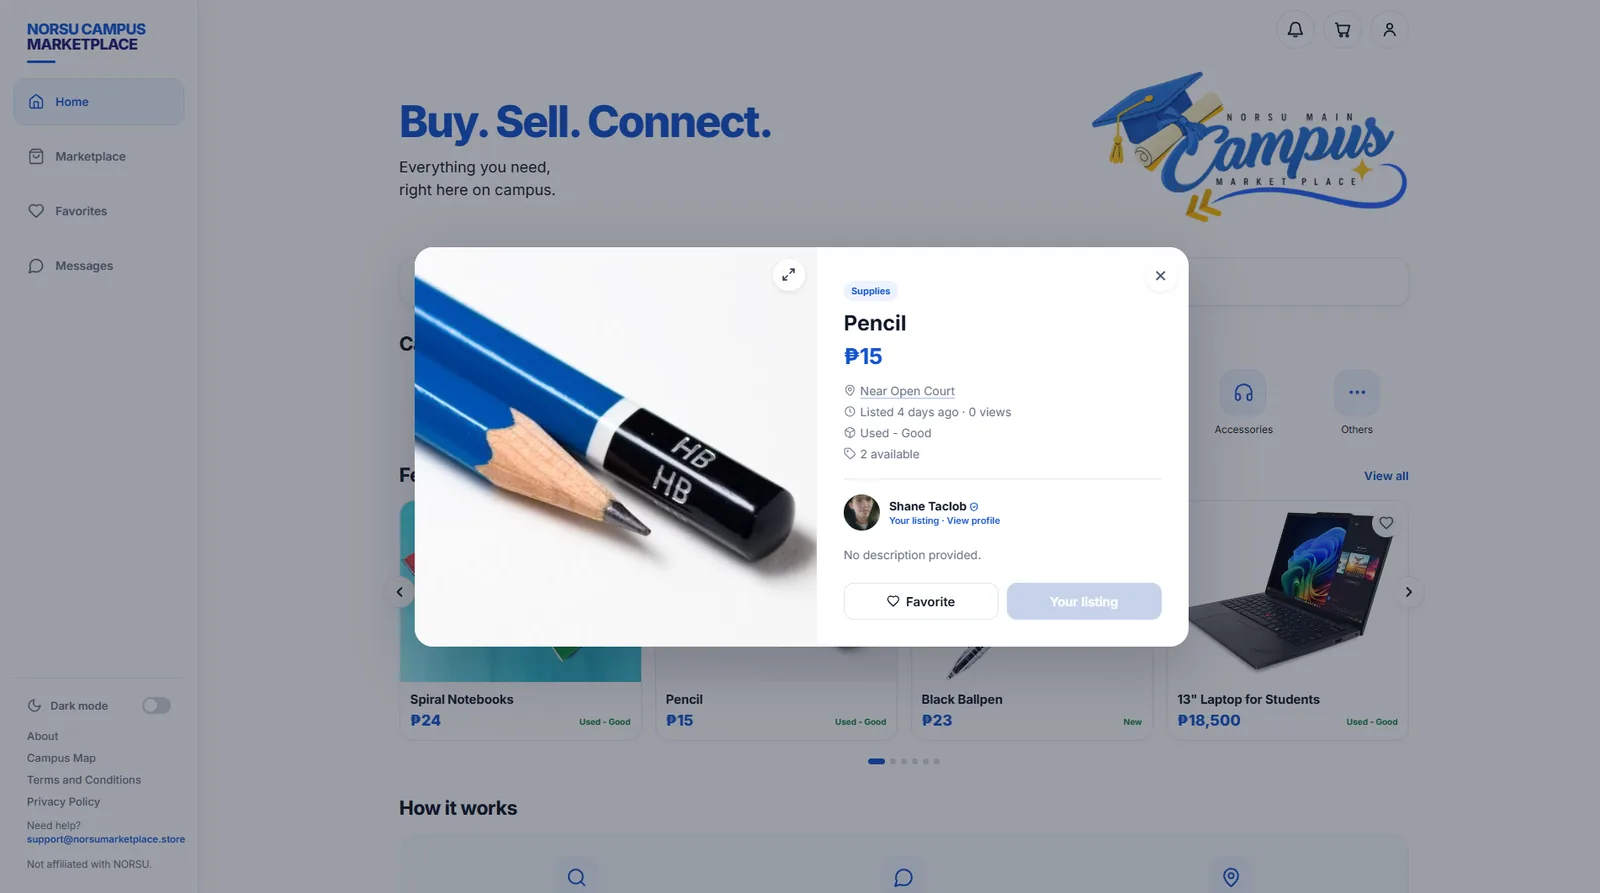 NORSU CAMPUS
MARKETPLACE
Home
Marketplace
Favorites
Messages
Dark mode
About
Campus Map
Terms and Conditions
Privacy Policy
Need help?
support@norsumarketplace.store
Not affiliated with NORSU.
Buy. Sell. Connect.
Everything you need,
right here on campus.
NORSU MAIN
Campus
MARKET PLACE
Accessories
Others
View all
HB
HB
Supplies
Pencil
₱15
Near Open Court
Listed 4 days ago · 0 views
Used - Good
2 available
Shane Taclob
Your listing · View profile
No description provided.
Favorite
Your listing
Spiral Notebooks
₱24
Used - Good
Pencil
₱15
Used - Good
Black Ballpen
₱23
New
13" Laptop for Students
₱18,500
Used - Good
How it works